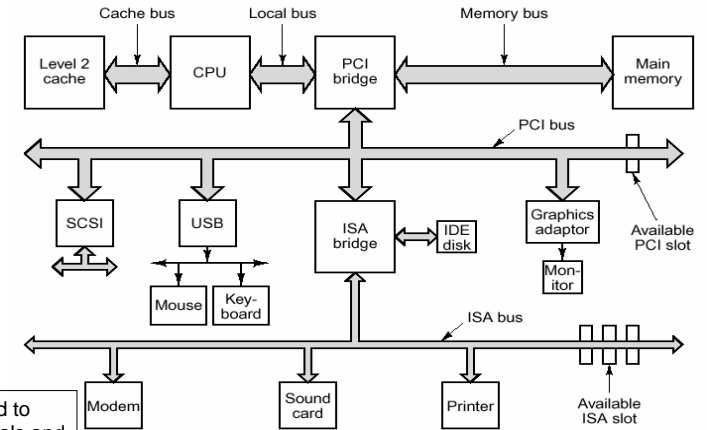 Cache bus
Local bus
Memory bus
Level 2
cache
CPU
PCI
bridge
Main
memory
PCI bus
SCSI
USB
ISA
bridge
IDE
disk
Graphics
adaptor
Available
PCI slot
Mouse
Key-
board
Mon-
itor
ISA bus
Modem
Sound
card
Printer
Available
ISA slot
d to